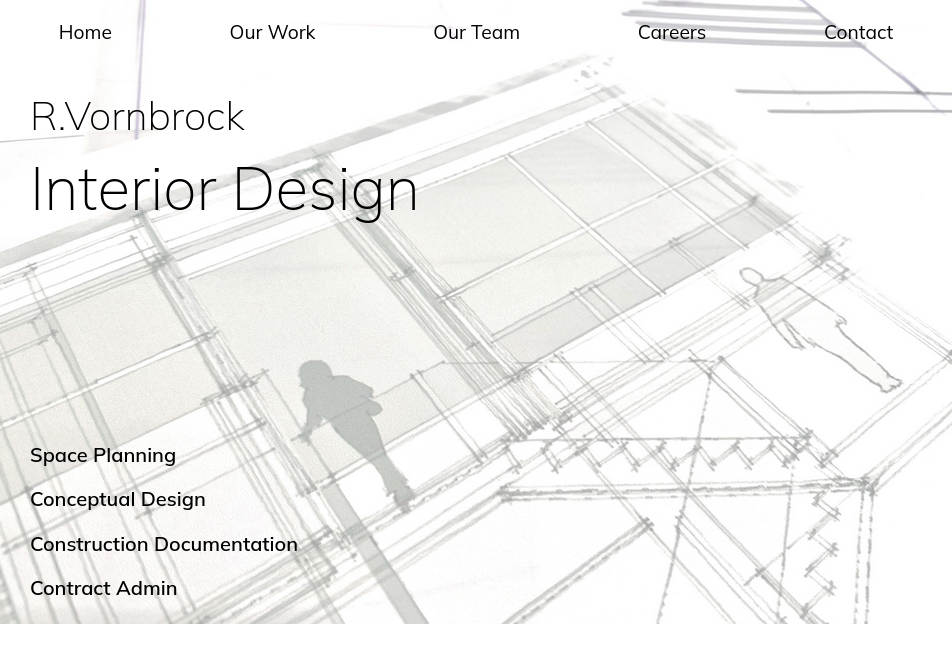 Home
Our Work
Our Team
Careers
Contact
R.Vornbrock
Interior Design
Space Planning
Conceptual Design
Construction Documentation
Contract Admin